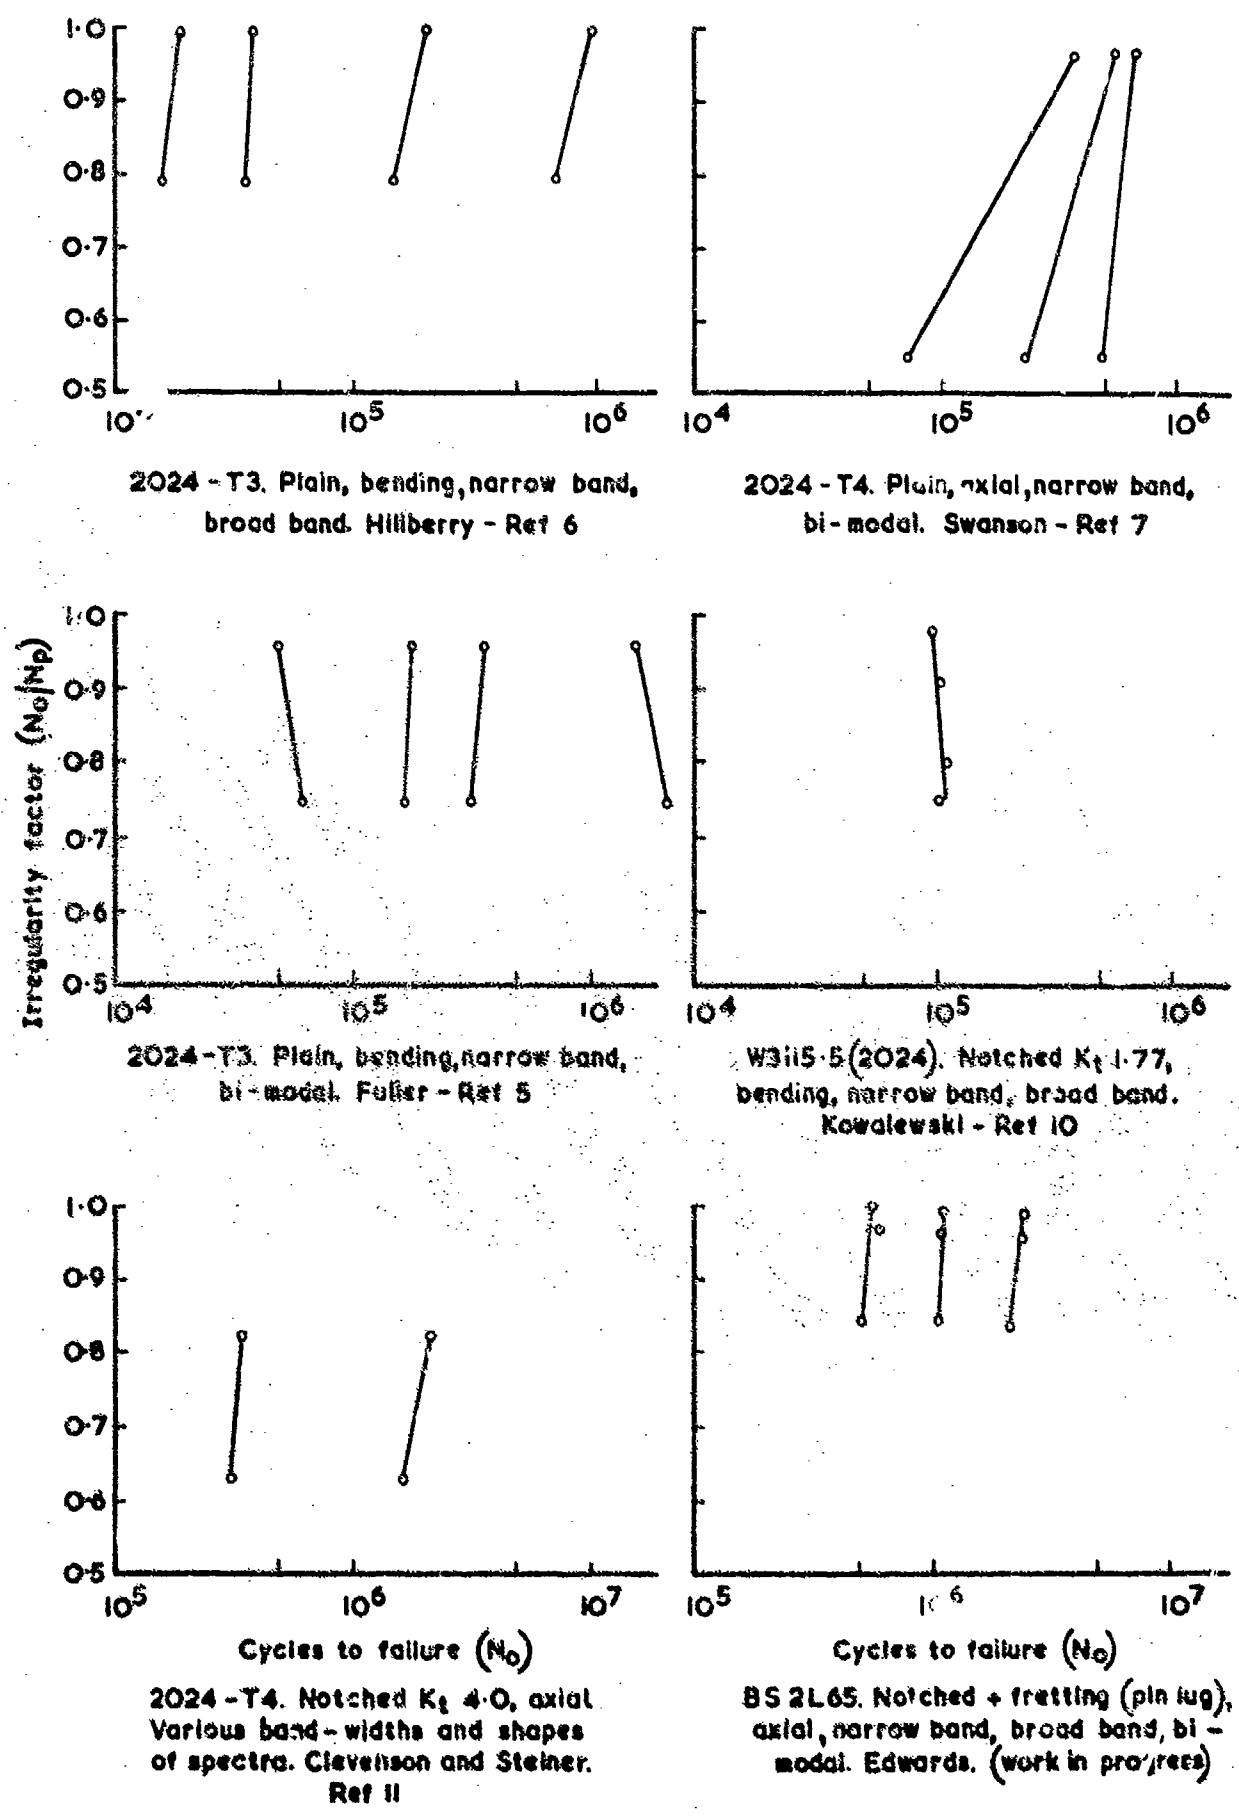 1·0
0·9
0·8
0·7
0·6
0·5
10⁵ 10⁶
10⁴ 10⁵ 10⁶
2024-T3. Plain, bending, narrow band,
broad band. Hillberry - Ref 6
2024-T4. Plain, axial, narrow band,
bi-modal. Swanson - Ref 7
Irregularity factor (N₀/Nₚ)
1·0
0·9
0·8
0·7
0·6
0·5
10⁴ 10⁵ 10⁶
10⁴ 10⁵ 10⁶
2024-T3. Plain, bending, narrow band,
bi-modal. Fuller - Ref 5
(2024). Notched Kₜ 1·77,
bending, narrow band, broad band.
Kowalewski - Ref 10
1·0
0·9
0·8
0·7
0·6
0·5
10⁵ 10⁶ 10⁷
10⁵ 10⁶ 10⁷
Cycles to failure (N₀)
Cycles to failure (N₀)
2024-T4. Notched Kₜ 4·0, axial
Various band-widths and shapes
of spectra. Clevenson and Steiner.
Ref 11
BS 2L65. Notched + fretting (pin lug),
axial, narrow band, broad band, bi-
modal. Edwards. (work in progress)